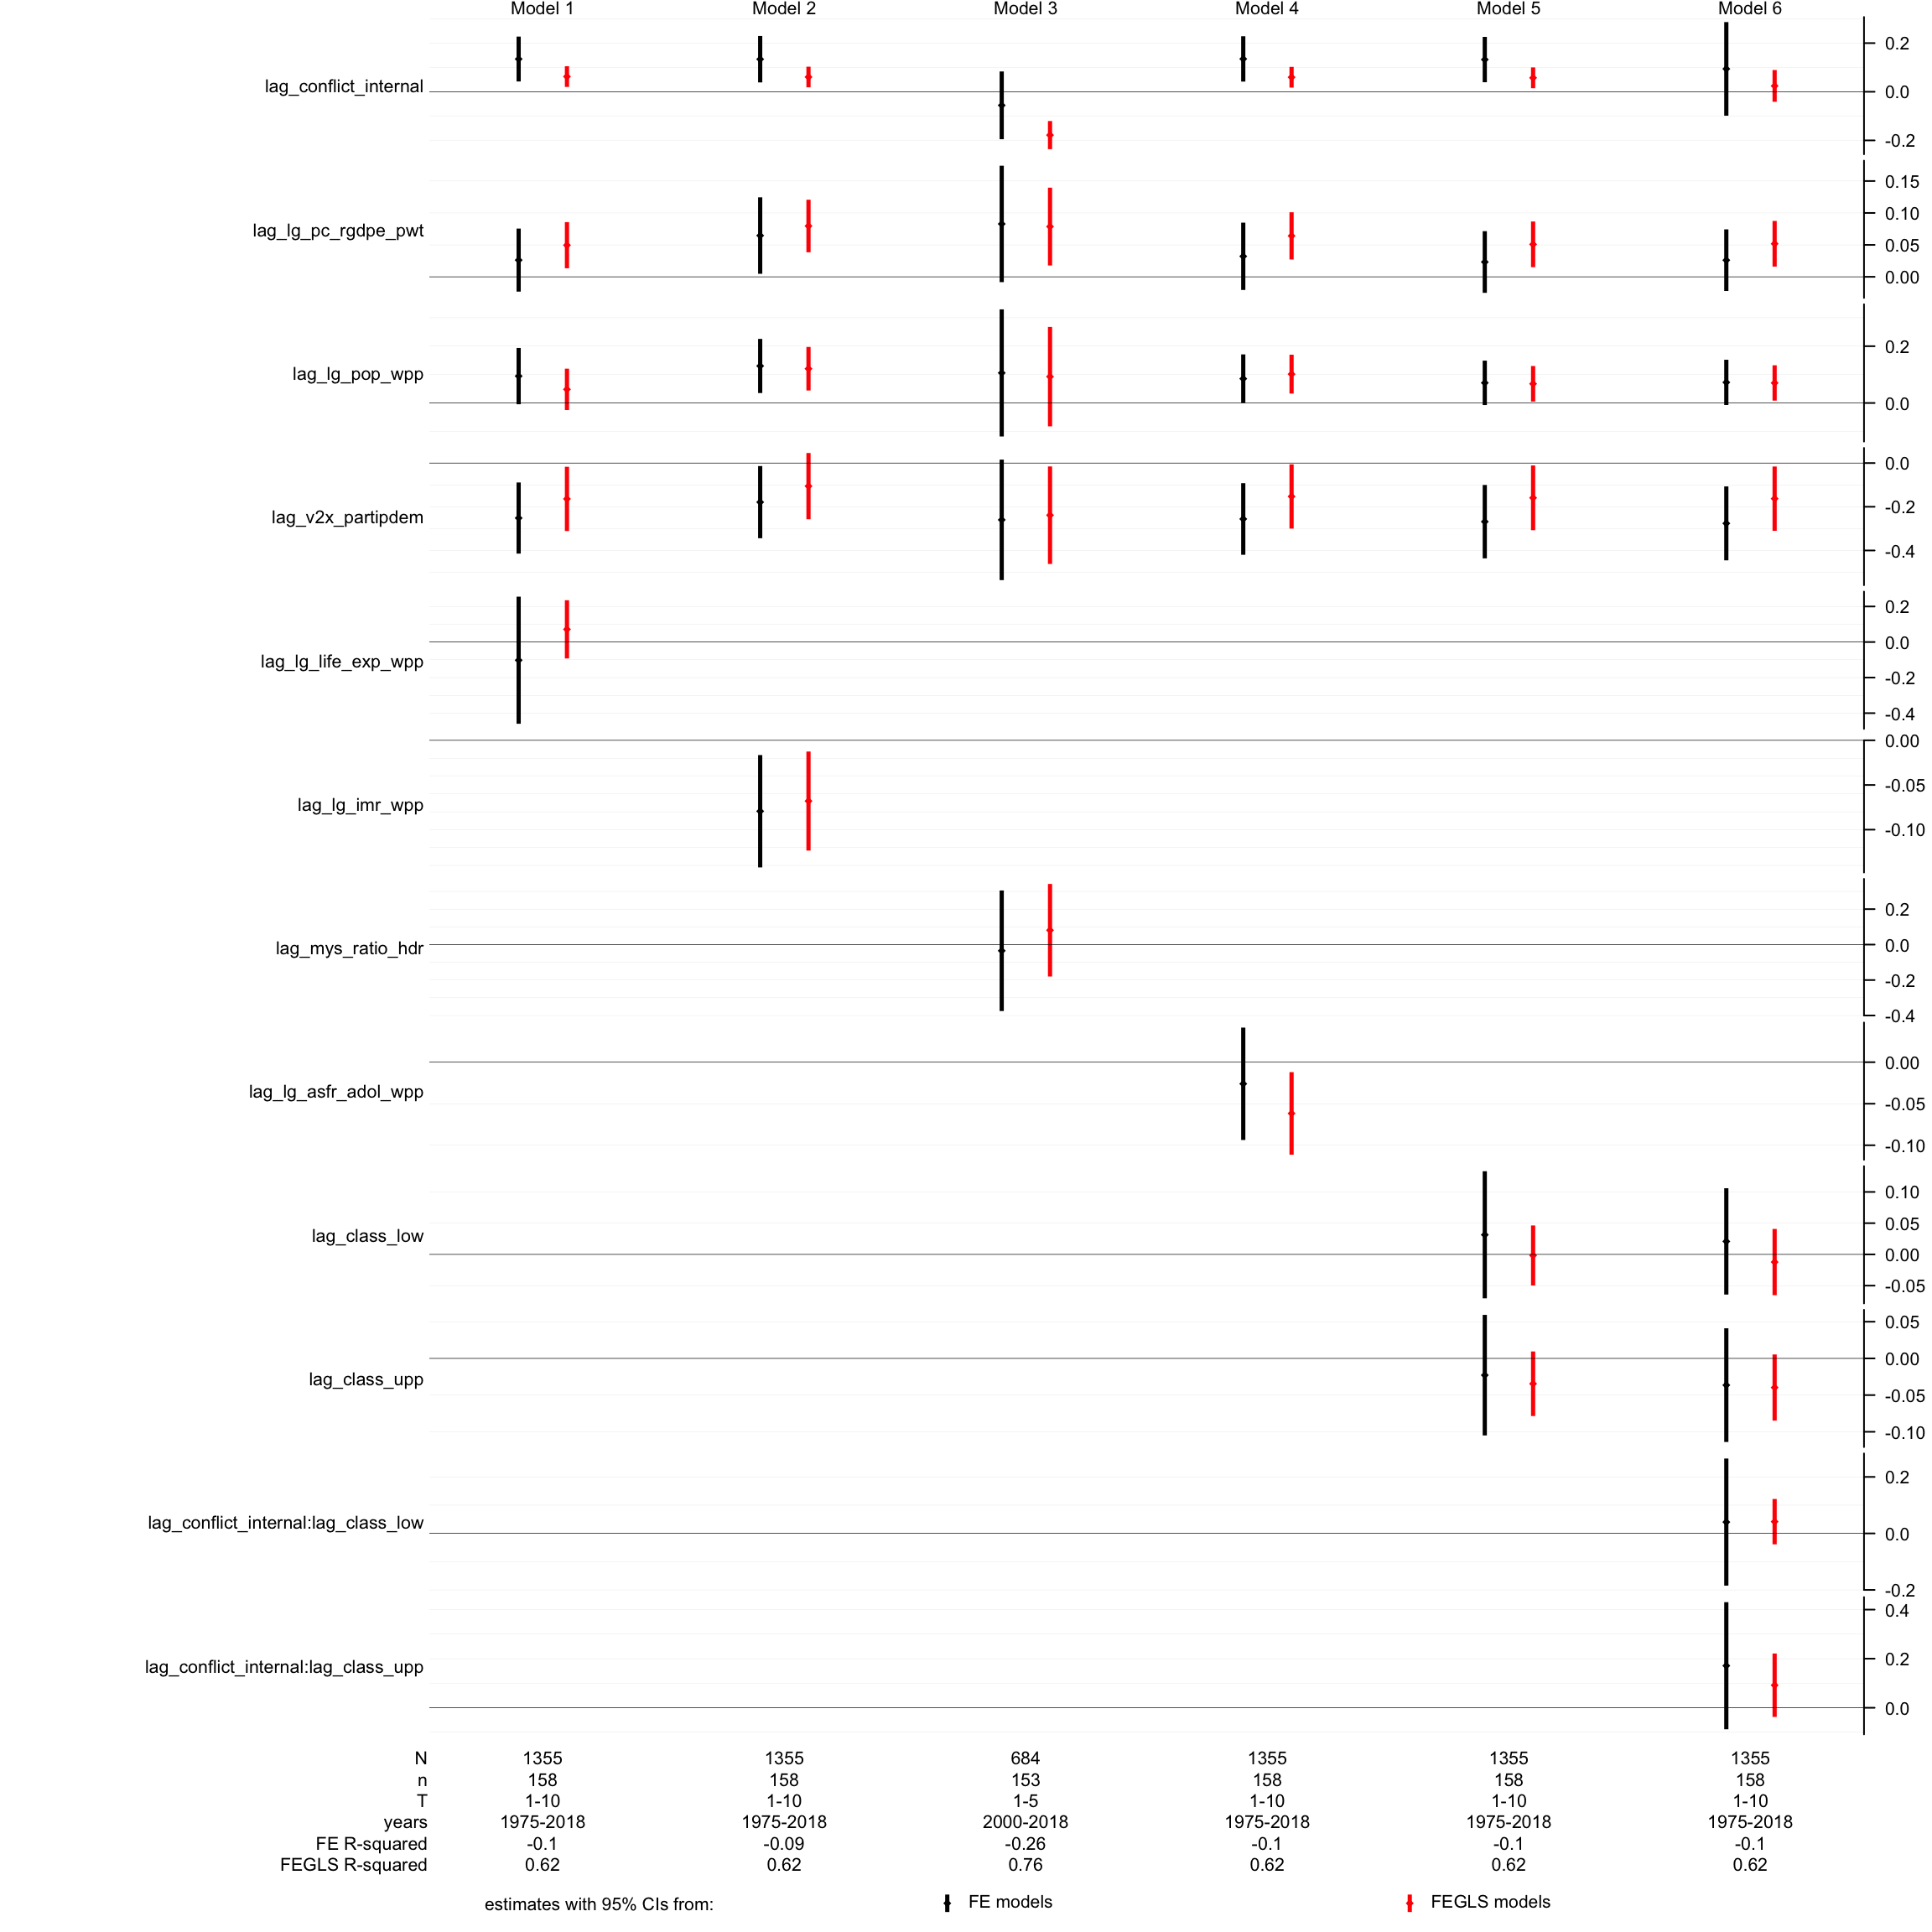 Model 1 Model 2 Model 3 Model 4 Model 5 Model 6
lag_conflict_internal
0.2
0.0
-0.2
lag_lg_pc_rgdpe_pwt
0.15
0.10
0.05
0.00
lag_lg_pop_wpp
0.2
0.0
lag_v2x_partipdem
0.0
-0.2
-0.4
lag_lg_life_exp_wpp
0.2
0.0
-0.2
-0.4
lag_lg_imr_wpp
0.00
-0.05
-0.10
lag_mys_ratio_hdr
0.2
0.0
-0.2
-0.4
lag_lg_asfr_adol_wpp
0.00
-0.05
-0.10
lag_class_low
0.10
0.05
0.00
-0.05
lag_class_upp
0.05
0.00
-0.05
-0.10
lag_conflict_internal:lag_class_low
0.2
0.0
-0.2
lag_conflict_internal:lag_class_upp
0.4
0.2
0.0
N 1355 1355 684 1355 1355 1355
n 158 158 153 158 158 158
T 1-10 1-10 1-5 1-10 1-10 1-10
years 1975-2018 1975-2018 2000-2018 1975-2018 1975-2018 1975-2018
FE R-squared -0.1 -0.09 -0.26 -0.1 -0.1 -0.1
FEGLS R-squared 0.62 0.62 0.76 0.62 0.62 0.62
estimates with 95% CIs from: FE models FEGLS models